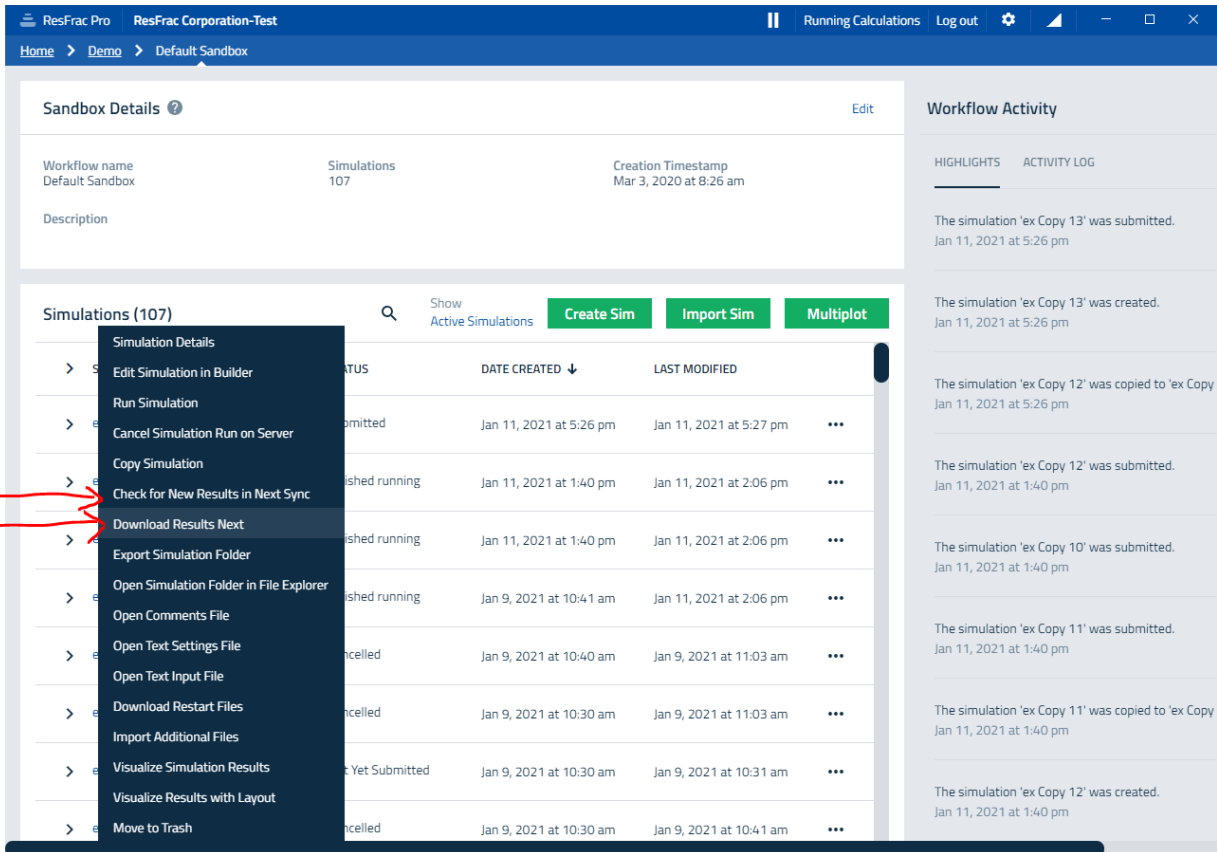 ResFrac Pro ResFrac Corporation-Test Running Calculations Log out
Home Demo Default Sandbox
Sandbox Details ? Edit
Workflow name Simulations Creation Timestamp
Default Sandbox 107 Mar 3, 2020 at 8:26 am
Description
Simulations (107) Show Active Simulations Create Sim Import Sim Multiplot
DATE CREATED LAST MODIFIED
Jan 11, 2021 at 5:26 pm Jan 11, 2021 at 5:27 pm
ished running Jan 11, 2021 at 1:40 pm Jan 11, 2021 at 2:06 pm
ished running Jan 11, 2021 at 1:40 pm Jan 11, 2021 at 2:06 pm
ished running Jan 9, 2021 at 10:41 am Jan 11, 2021 at 2:06 pm
ncelled Jan 9, 2021 at 10:40 am Jan 9, 2021 at 11:03 am
ncelled Jan 9, 2021 at 10:30 am Jan 9, 2021 at 11:03 am
t Yet Submitted Jan 9, 2021 at 10:30 am Jan 9, 2021 at 10:31 am
ncelled Jan 9, 2021 at 10:30 am Jan 9, 2021 at 10:41 am
Simulation Details
Edit Simulation in Builder
Run Simulation
Cancel Simulation Run on Server
Copy Simulation
Check for New Results in Next Sync
Download Results Next
Export Simulation Folder
Open Simulation Folder in File Explorer
Open Comments File
Open Text Settings File
Open Text Input File
Download Restart Files
Import Additional Files
Visualize Simulation Results
Visualize Results with Layout
Move to Trash
Workflow Activity
HIGHLIGHTS ACTIVITY LOG
The simulation 'ex Copy 13' was submitted.
Jan 11, 2021 at 5:26 pm
The simulation 'ex Copy 13' was created.
Jan 11, 2021 at 5:26 pm
The simulation 'ex Copy 12' was copied to 'ex Copy
Jan 11, 2021 at 5:26 pm
The simulation 'ex Copy 12' was submitted.
Jan 11, 2021 at 1:40 pm
The simulation 'ex Copy 10' was submitted.
Jan 11, 2021 at 1:40 pm
The simulation 'ex Copy 11' was submitted.
Jan 11, 2021 at 1:40 pm
The simulation 'ex Copy 11' was copied to 'ex Copy
Jan 11, 2021 at 1:40 pm
The simulation 'ex Copy 12' was created.
Jan 11, 2021 at 1:40 pm